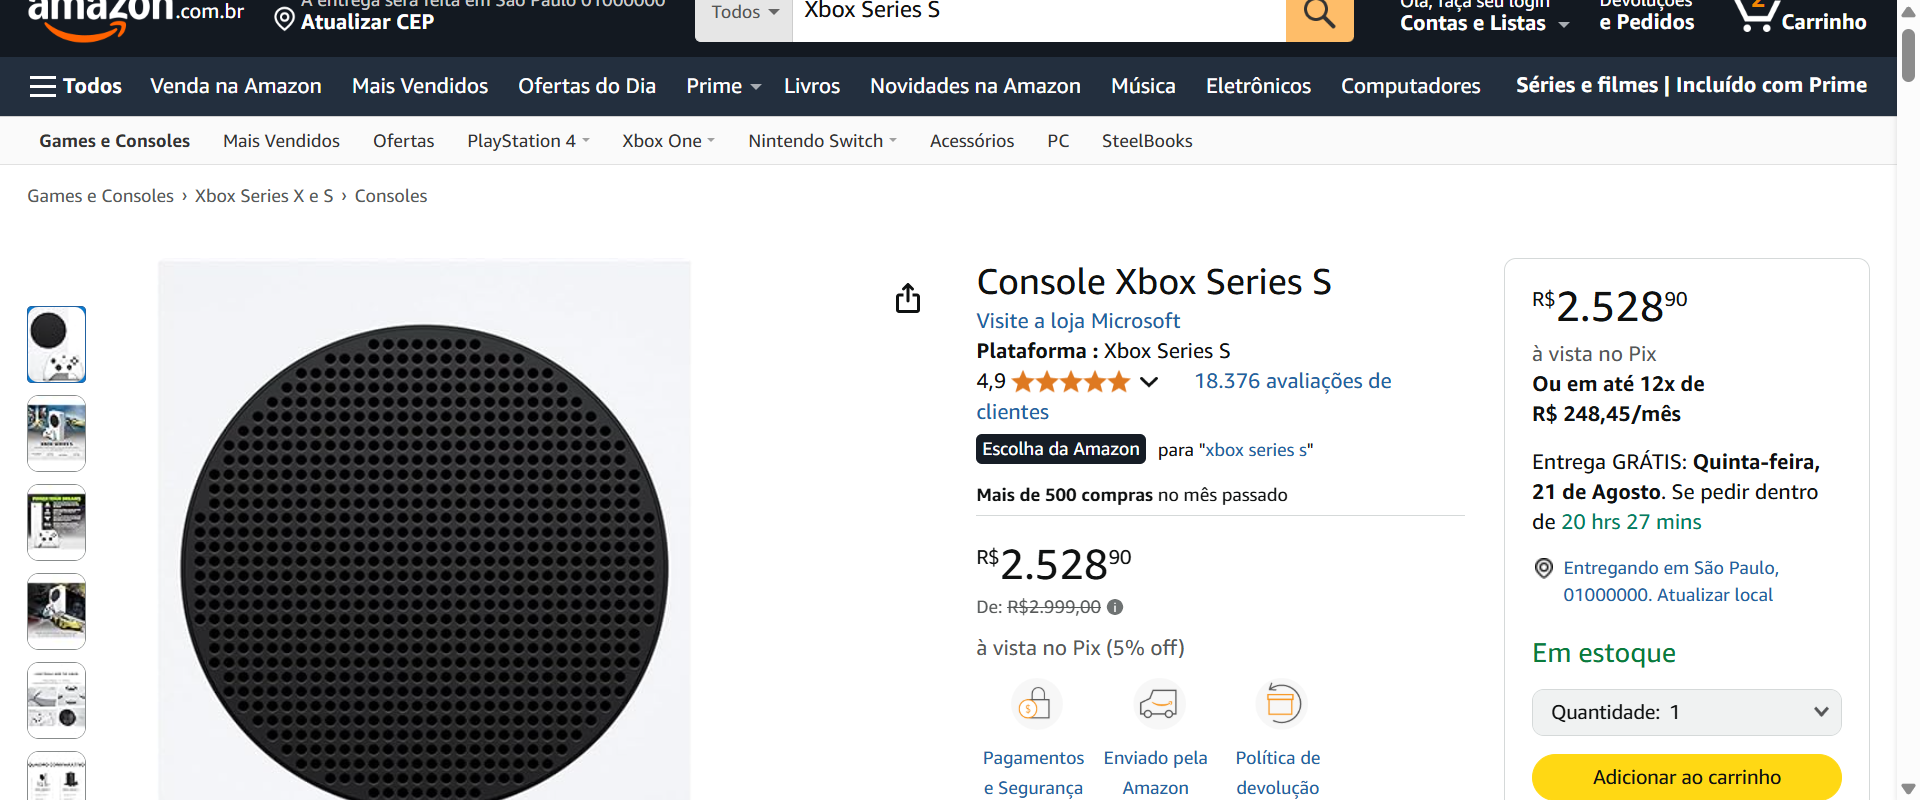 amazon.com.br
A entrega será feita em São Paulo 01000000
Atualizar CEP
Todos
Xbox Series S
Olá, faça seu login
Contas e Listas
Devoluções
e Pedidos
2
Carrinho
Todos
Venda na Amazon
Mais Vendidos
Ofertas do Dia
Prime
Livros
Novidades na Amazon
Música
Eletrônicos
Computadores
Séries e filmes | Incluído com Prime
Games e Consoles
Mais Vendidos
Ofertas
PlayStation 4
Xbox One
Nintendo Switch
Acessórios
PC
SteelBooks
Games e Consoles › Xbox Series X e S › Consoles
Console Xbox Series S
Visite a loja Microsoft
Plataforma : Xbox Series S
4,9
18.376 avaliações de
clientes
Escolha da Amazon para "xbox series s"
Mais de 500 compras no mês passado
R$2.52890
De: R$2.999,00
à vista no Pix (5% off)
Pagamentos
e Segurança
Enviado pela
Amazon
Política de
devolução
R$2.52890
à vista no Pix
Ou em até 12x de
R$ 248,45/mês
Entrega GRÁTIS: Quinta-feira,
21 de Agosto. Se pedir dentro
de 20 hrs 27 mins
Entregando em São Paulo,
01000000. Atualizar local
Em estoque
Quantidade: 1
Adicionar ao carrinho